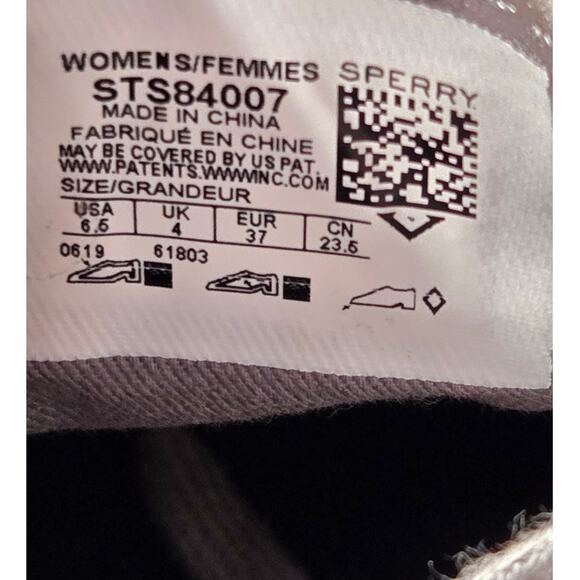 WOMENS/FEMMES
SPERRY
STS84007
MADE IN CHINA
FABRIQUÉ EN CHINE
MAY BE COVERED BY US PAT.
WWW.PATENTS.WWWINC.COM
SIZE/GRANDEUR
USA UK EUR CN
6.5 4 37 23.5
0619 61803